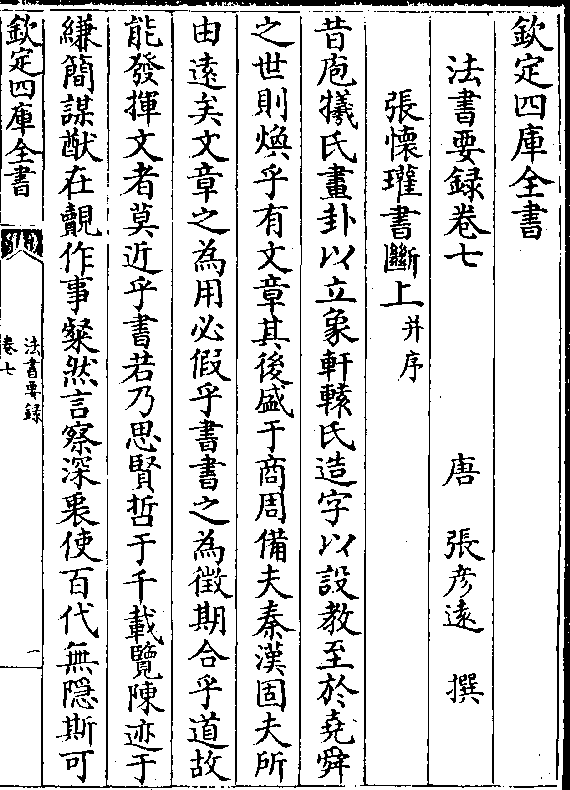 欽定四庫全書
法書要録卷七
唐　張彦遠　撰
張懷瓘書斷上并序
昔庖犧氏畫卦以立象軒轅氏造字以設教至於堯舜
之世則煥乎有文章其後盛于商周備夫秦漢固夫所
由遠矣文章之為用必假乎書書之為徵期合乎道故
能發揮文者莫近乎書若乃思賢哲于千載覽陳迹于
縑簡謀猷在覿作事粲然言察深衷使百代無隠斯可
欽定四庫全書
法書要録
卷七
一